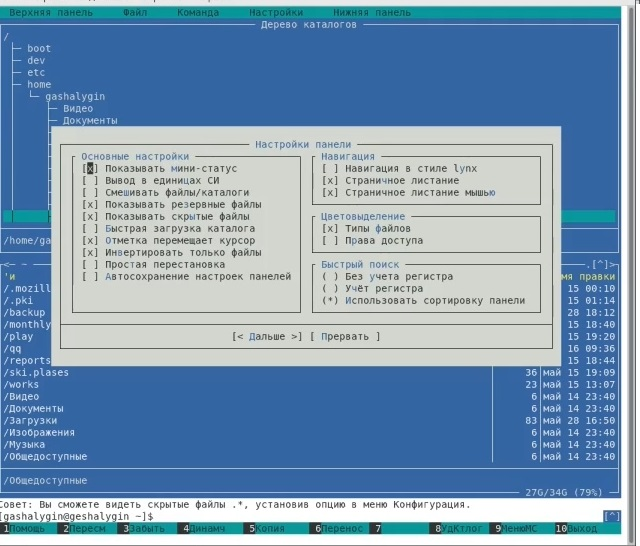 Верхняя панель Файл Команда Настройки Нижняя панель
Дерево каталогов
/
boot
dev
etc
home
gashalygin
Видео
Документы
Настройки панели
Основные настройки
[x] Показывать мини-статус
[ ] Вывод в единицах СИ
[ ] Смешивать файлы/каталоги
[x] Показывать резервные файлы
[x] Показывать скрытые файлы
[ ] Быстрая загрузка каталога
[x] Отметка перемещает курсор
[x] Инвертировать только файлы
[ ] Простая перестановка
[ ] Автосохранение настроек панелей
Навигация
[ ] Навигация в стиле lynx
[x] Страничное листание
[x] Страничное листание мышью
Цветовыделение
[x] Типы файлов
[ ] Права доступа
Быстрый поиск
( ) Без учета регистра
( ) Учёт регистра
(*) Использовать сортировку панели
[< Дальше >] [ Прервать ]
/home/ga
<─ ~ .[^]>
'и мя правки
/.mozill 15 00:10
/.pki 15 01:14
/backup 28 18:12
/monthly 15 18:40
/play 15 19:20
/qq 16 09:36
/reports 15 18:44
/ski.plases 36 май 15 19:09
/works 23 май 15 13:07
/Видео 6 май 14 23:40
/Документы 6 май 14 23:40
/Загрузки 83 май 28 16:50
/Изображения 6 май 14 23:40
/Музыка 6 май 14 23:40
/Общедоступные 6 май 14 23:40
/Общедоступные
27G/34G (79%)
Совет: Вы сможете видеть скрытые файлы .*, установив опцию в меню Конфигурация.
[gashalygin@geshalygin ~]$ [^]
1Помощь 2Пересм 3Забыть 4Динамч 5Копия 6Перенос 7 8УдКтлог 9МенюМС 10Выход